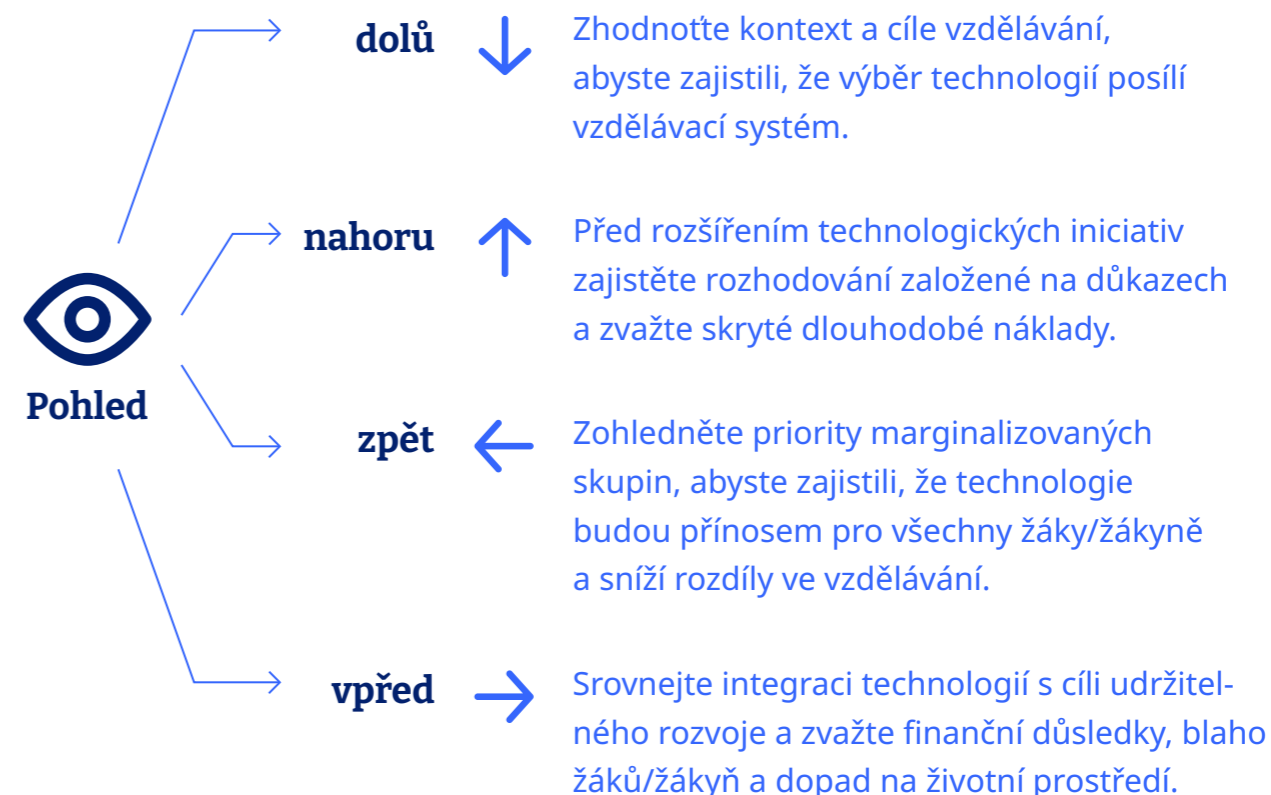 dolů
Zhodnoťte kontext a cíle vzdělávání,
abyste zajistili, že výběr technologií posílí
vzdělávací systém.
nahoru
Před rozšířením technologických iniciativ
zajistěte rozhodování založené na důkazech
a zvažte skryté dlouhodobé náklady.
Pohled
zpět
Zohledněte priority marginalizovaných
skupin, abyste zajistili, že technologie
budou přínosem pro všechny žáky/žákyně
a sníží rozdíly ve vzdělávání.
vpřed
Srovnejte integraci technologií s cíli udržitel-
ného rozvoje a zvažte finanční důsledky, blaho
žáků/žákyň a dopad na životní prostředí.